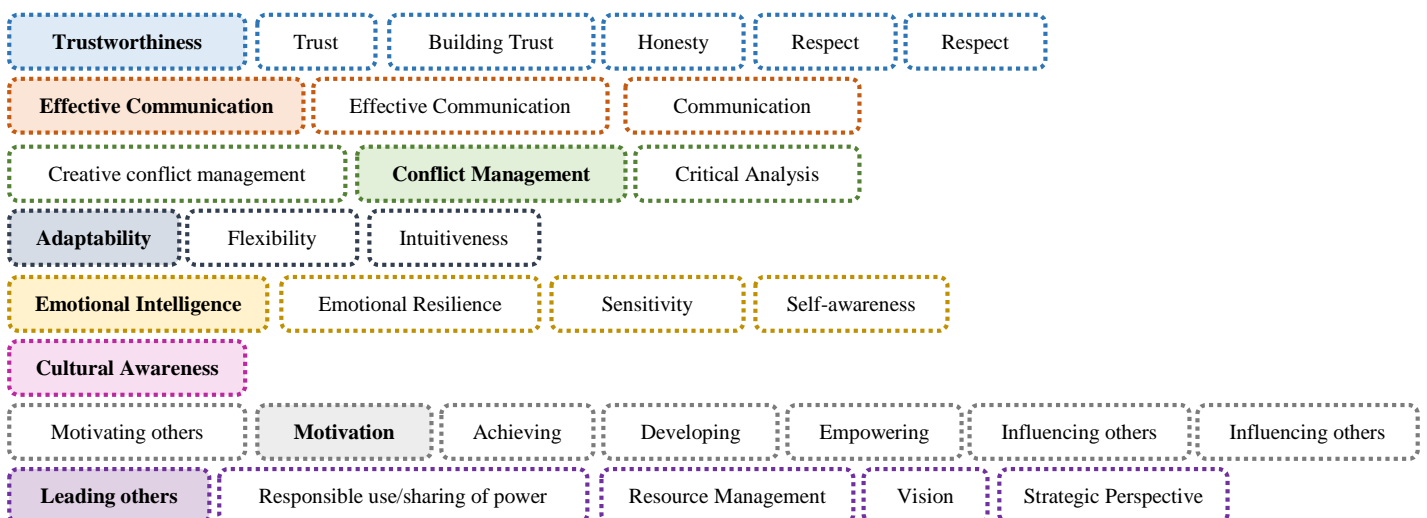 Trustworthiness Trust Building Trust Honesty Respect Respect
Effective Communication Effective Communication Communication
Creative conflict management Conflict Management Critical Analysis
Adaptability Flexibility Intuitiveness
Emotional Intelligence Emotional Resilience Sensitivity Self-awareness
Cultural Awareness
Motivating others Motivation Achieving Developing Empowering Influencing others Influencing others
Leading others Responsible use/sharing of power Resource Management Vision Strategic Perspective